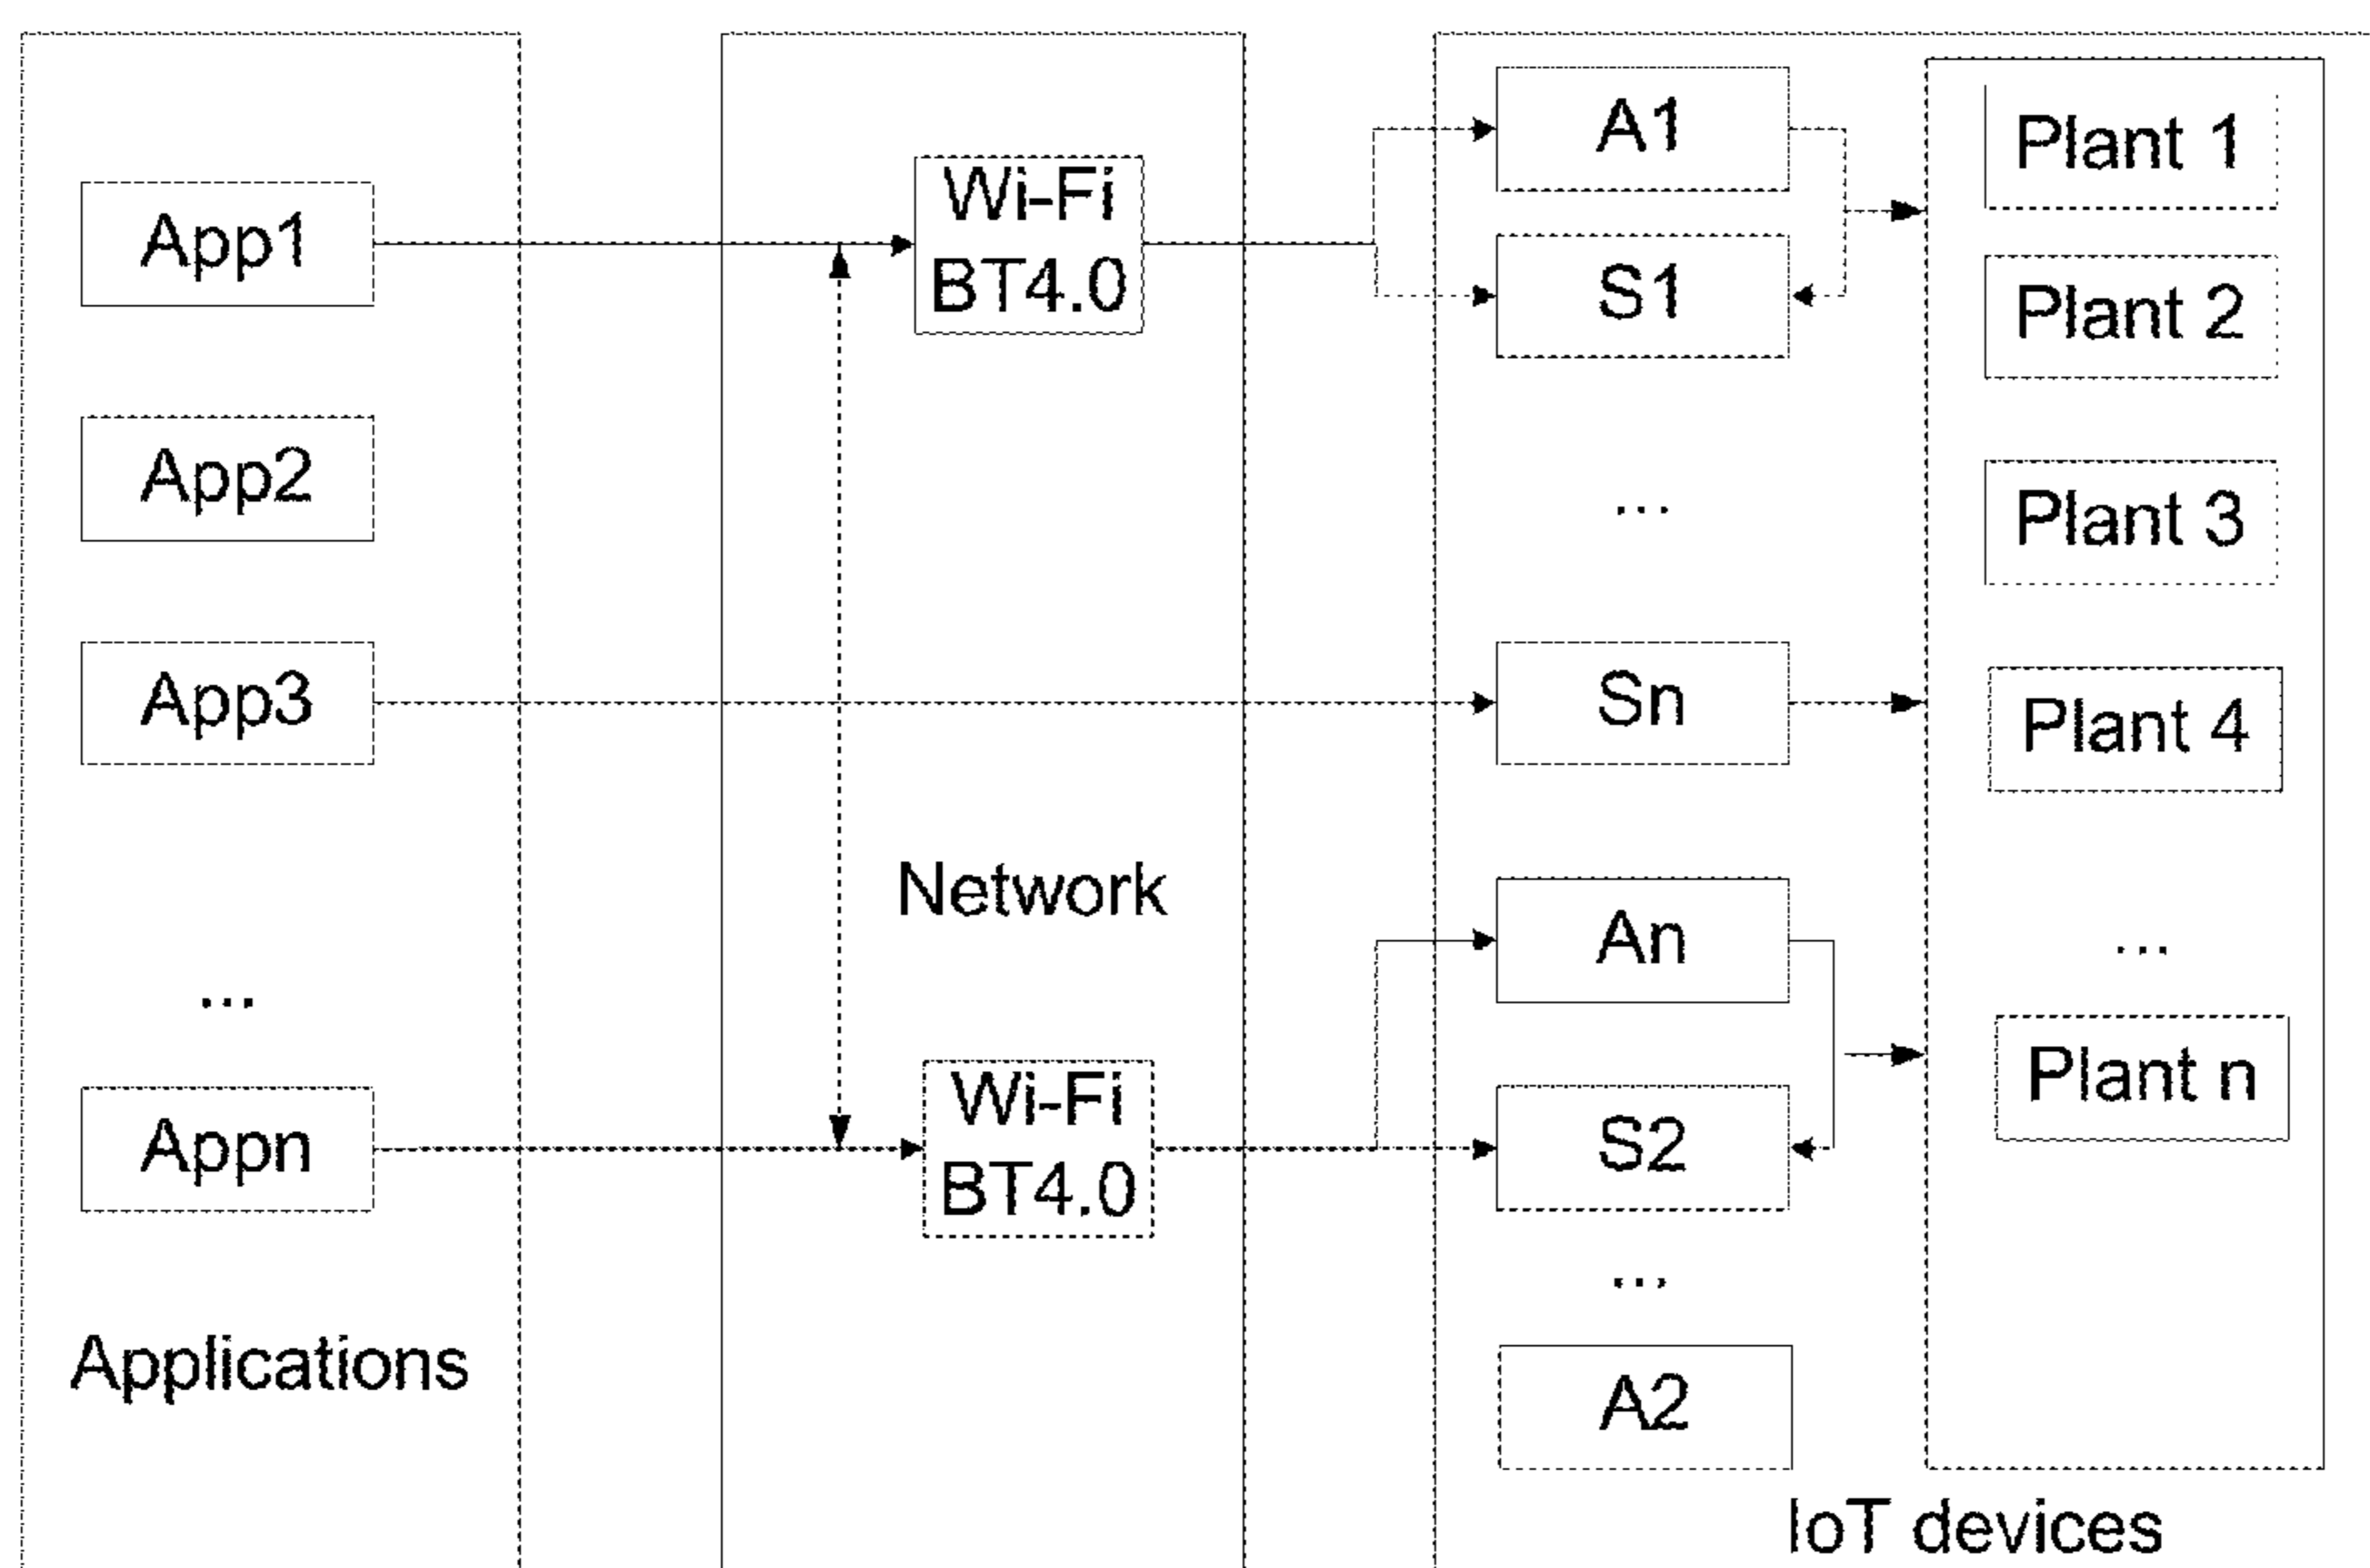 App1
App2
App3
...
Appn
Applications
Wi-Fi
BT4.0
Network
Wi-Fi
BT4.0
A1
S1
...
Sn
An
S2
...
A2
Plant 1
Plant 2
Plant 3
Plant 4
...
Plant n
IoT devices